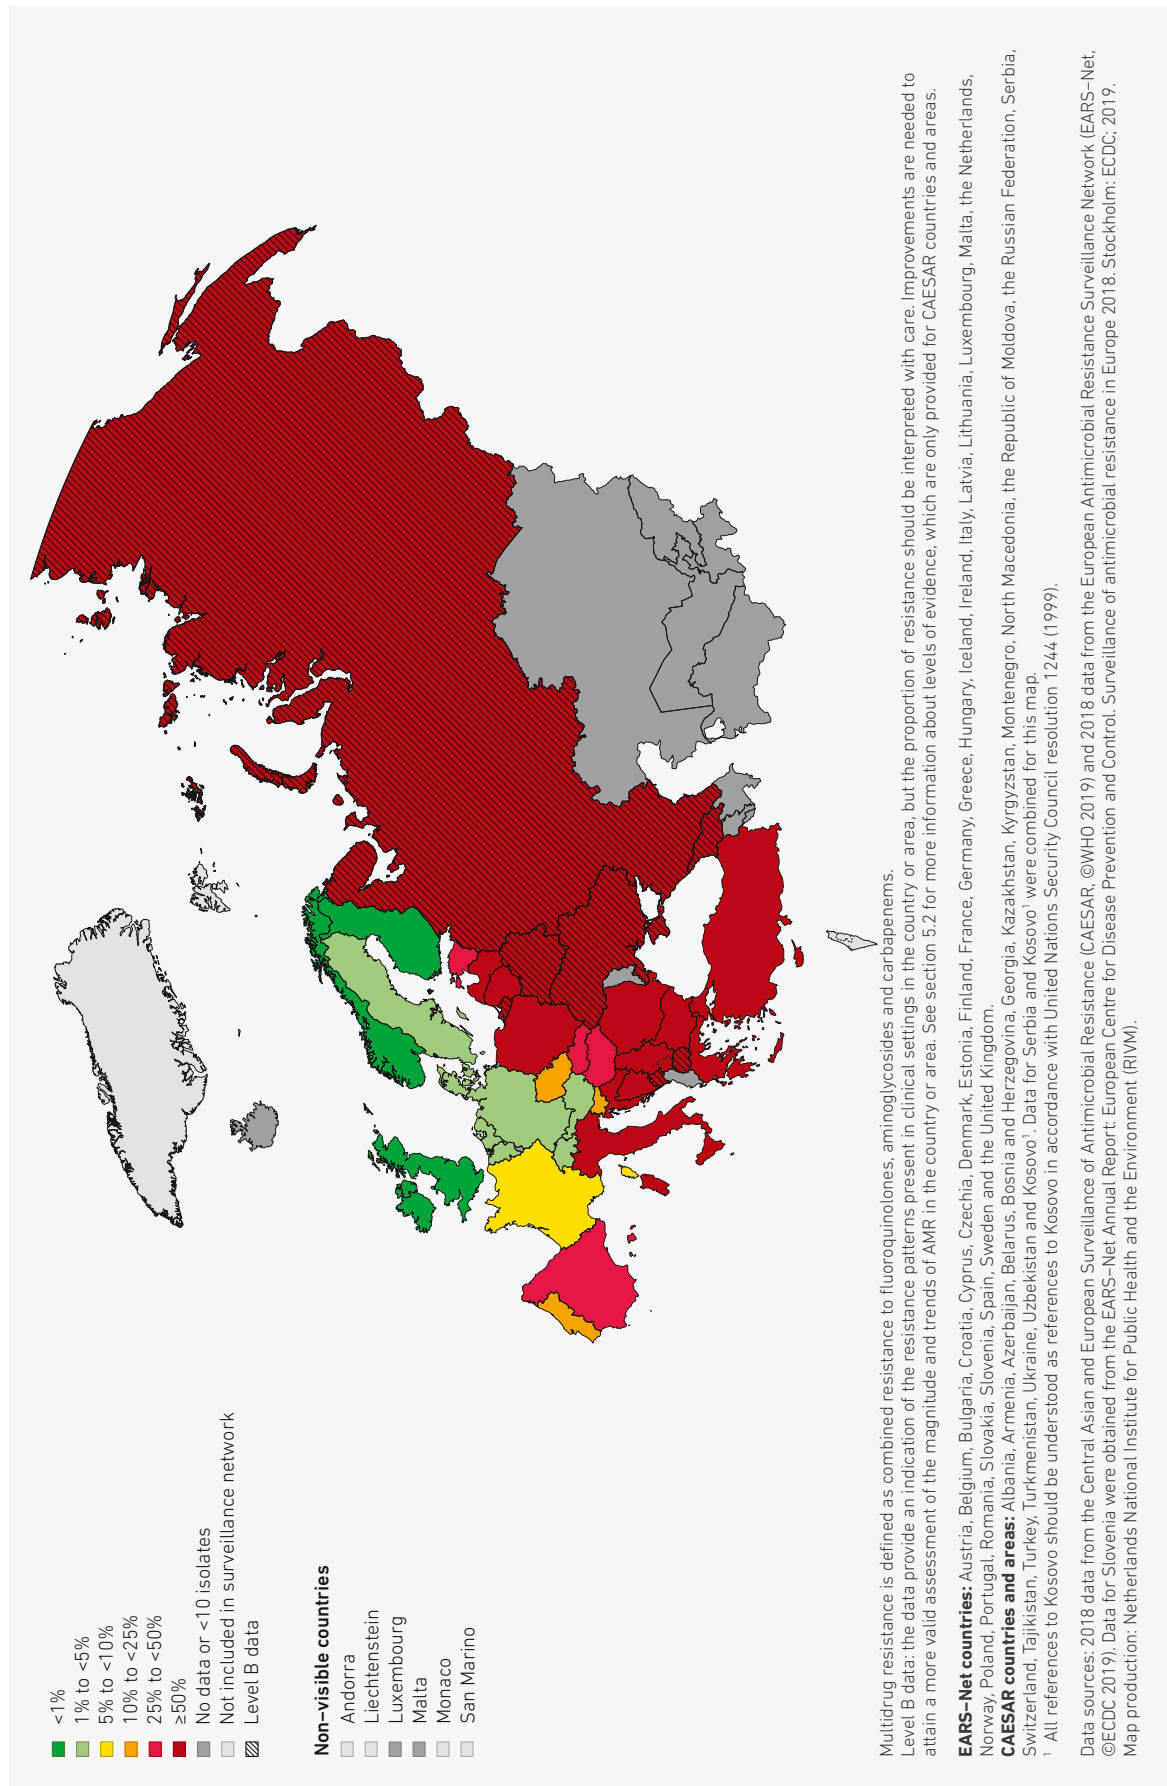 <1%
1% to <5%
5% to <10%
10% to <25%
25% to <50%
≥50%
No data or <10 isolates
Not included in surveillance network
Level B data
Non–visible countries
Andorra
Liechtenstein
Luxembourg
Malta
Monaco
San Marino
Multidrug resistance is defined as combined resistance to fluoroquinolones, aminoglycosides and carbapenems.
Level B data: the data provide an indication of the resistance patterns present in clinical settings in the country or area, but the proportion of resistance should be interpreted with care. Improvements are needed to
attain a more valid assessment of the magnitude and trends of AMR in the country or area. See section 5.2 for more information about levels of evidence, which are only provided for CAESAR countries and areas.
EARS–Net countries: Austria, Belgium, Bulgaria, Croatia, Cyprus, Czechia, Denmark, Estonia, Finland, France, Germany, Greece, Hungary, Iceland, Ireland, Italy, Latvia, Lithuania, Luxembourg, Malta, the Netherlands,
Norway, Poland, Portugal, Romania, Slovakia, Slovenia, Spain, Sweden and the United Kingdom.
CAESAR countries and areas: Albania, Armenia, Azerbaijan, Belarus, Bosnia and Herzegovina, Georgia, Kazakhstan, Kyrgyzstan, Montenegro, North Macedonia, the Republic of Moldova, the Russian Federation, Serbia,
Switzerland, Tajikistan, Turkey, Turkmenistan, Ukraine, Uzbekistan and Kosovo¹. Data for Serbia and Kosovo¹ were combined for this map.
¹ All references to Kosovo should be understood as references to Kosovo in accordance with United Nations Security Council resolution 1244 (1999).
Data sources: 2018 data from the Central Asian and European Surveillance of Antimicrobial Resistance (CAESAR, ©WHO 2019) and 2018 data from the European Antimicrobial Resistance Surveillance Network (EARS–Net,
©ECDC 2019). Data for Slovenia were obtained from the EARS–Net Annual Report: European Centre for Disease Prevention and Control. Surveillance of antimicrobial resistance in Europe 2018. Stockholm: ECDC; 2019.
Map production: Netherlands National Institute for Public Health and the Environment (RIVM).